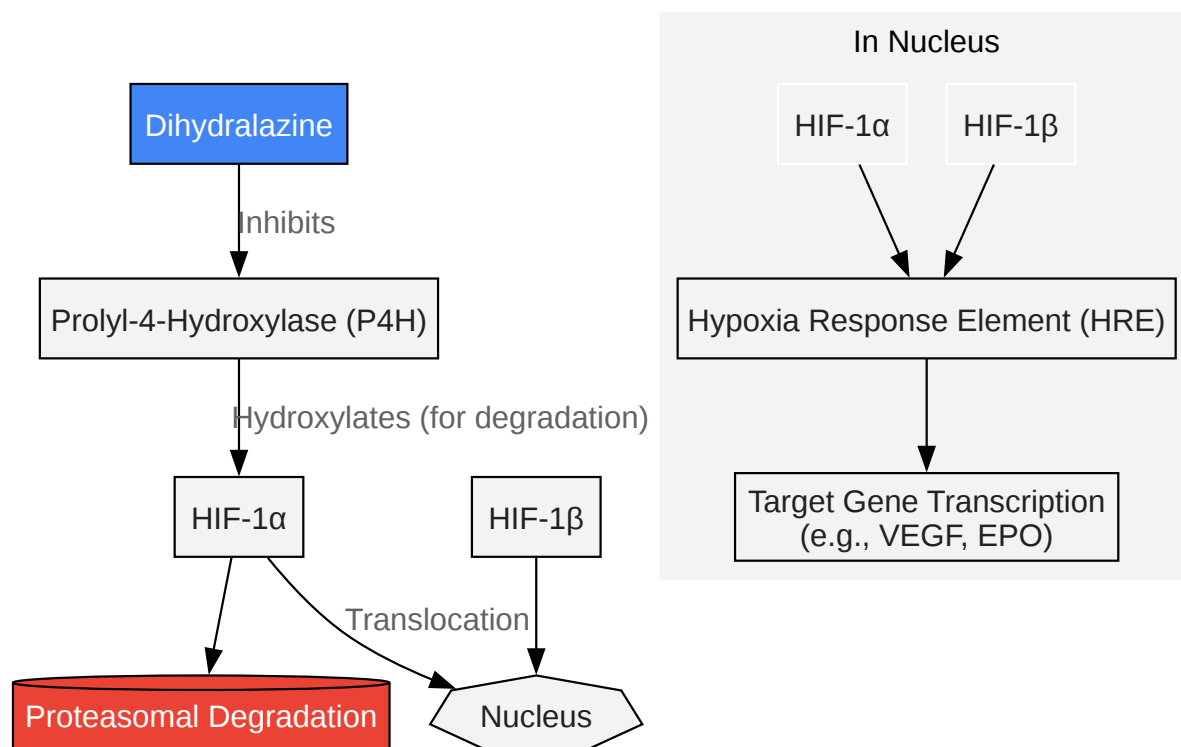 In Nucleus
Dihydralazine
HIF-1α
HIF-1β
Inhibits
Prolyl-4-Hydroxylase (P4H)
Hypoxia Response Element (HRE)
Hydroxylates (for degradation)
HIF-1α
HIF-1β
Target Gene Transcription
(e.g., VEGF, EPO)
Translocation
Proteasomal Degradation
Nucleus